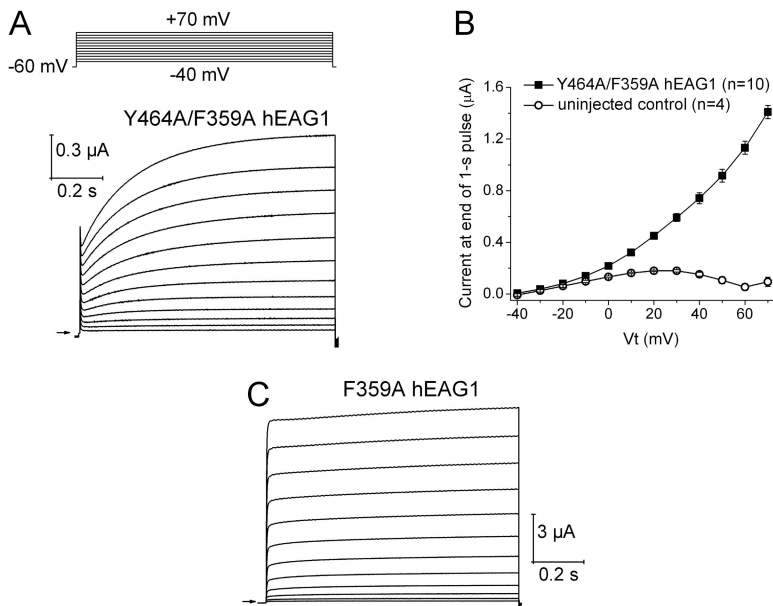 A
+70 mV
-60 mV
-40 mV
Y464A/F359A hEAG1
0.3 µA
0.2 s
B
Y464A/F359A hEAG1 (n=10)
uninjected control (n=4)
Current at end of 1-s pulse (µA)
1.6
1.2
0.8
0.4
0.0
-40 -20 0 20 40 60
Vt (mV)
C
F359A hEAG1
3 µA
0.2 s